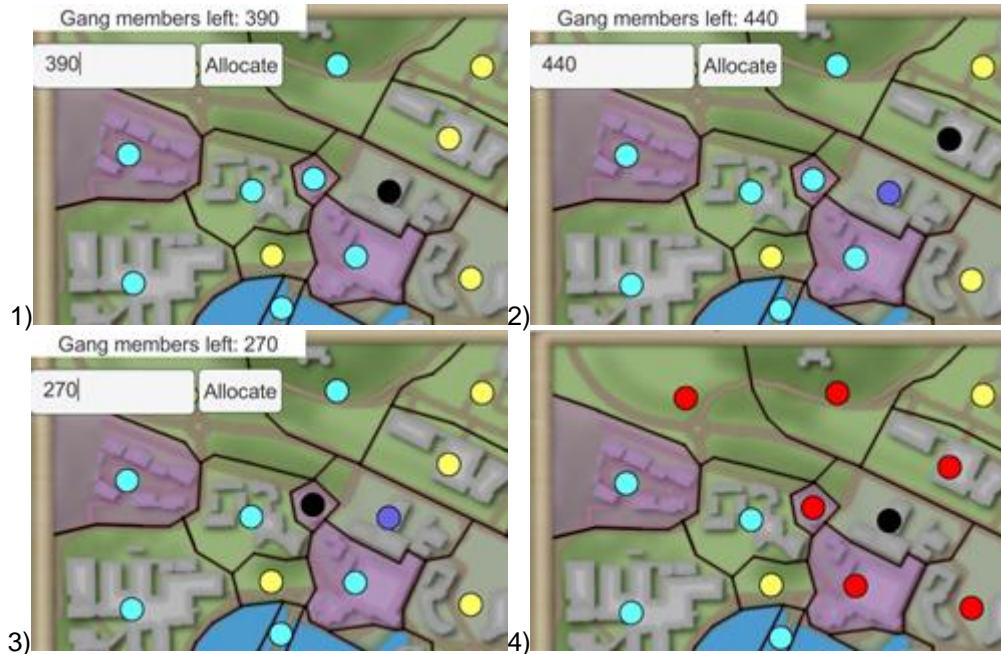 Gang members left: 390
390
Allocate
1)
Gang members left: 440
440
Allocate
2)
Gang members left: 270
270
Allocate
3)
4)